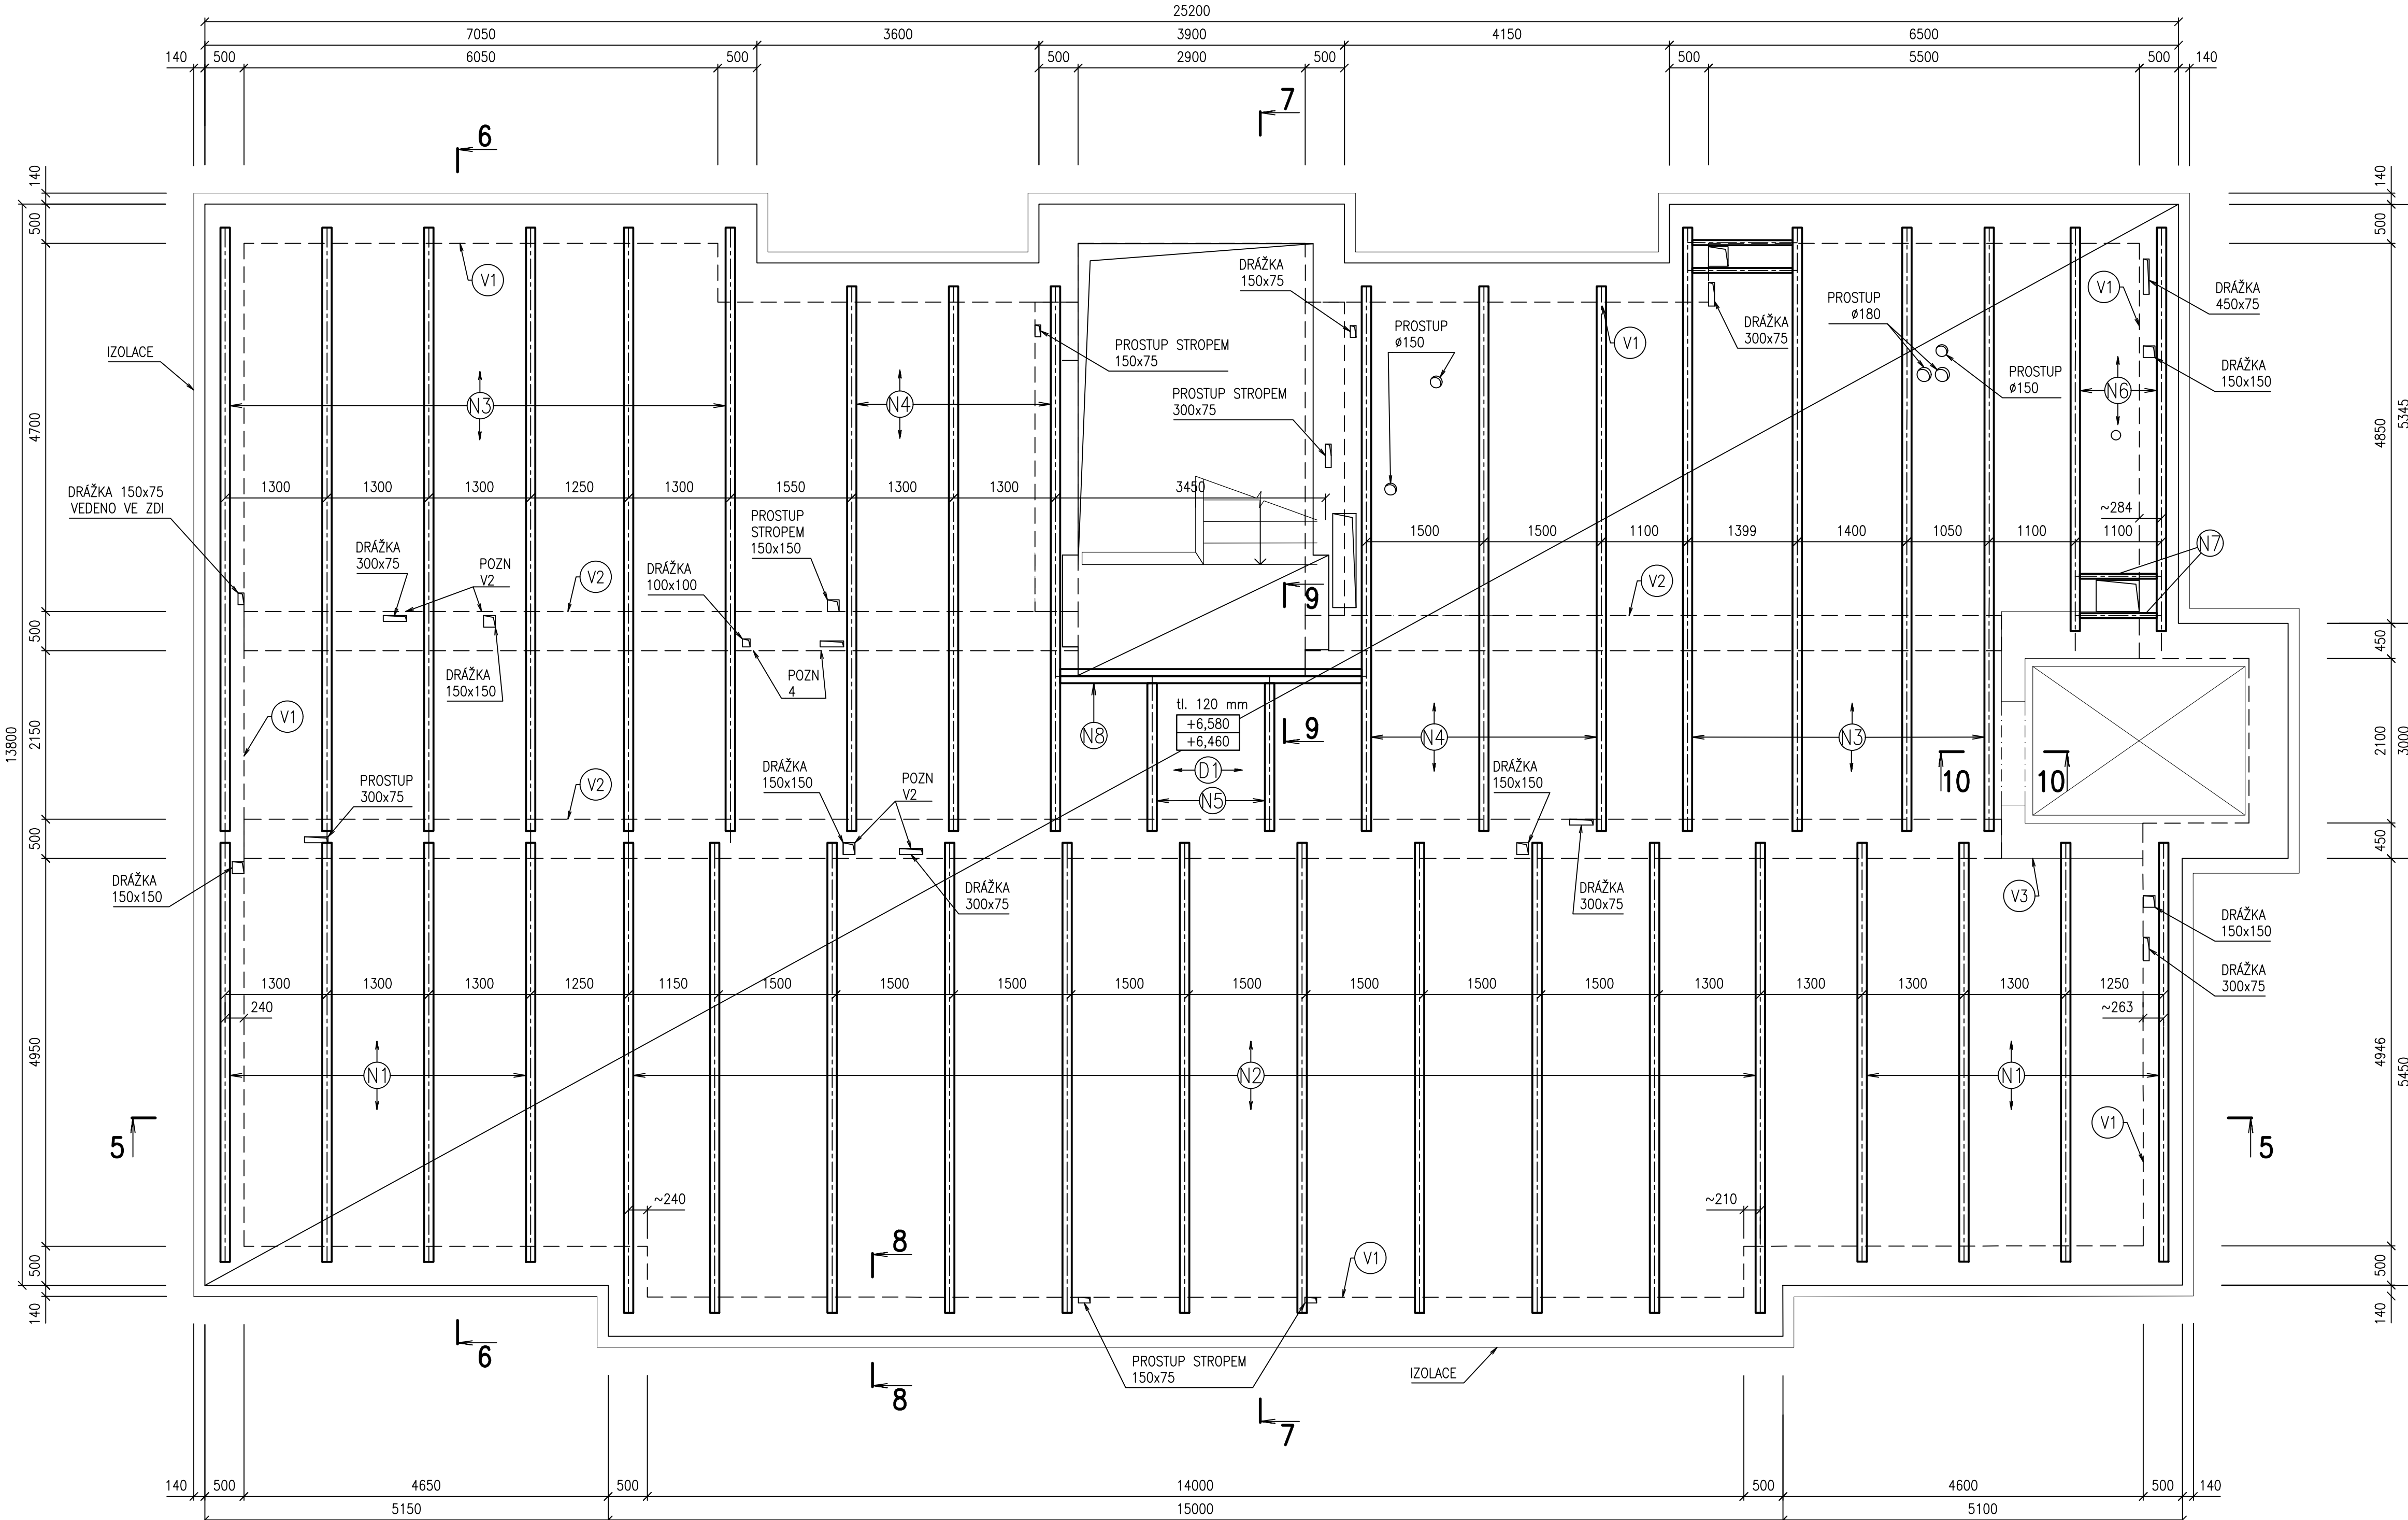 25200
7050
3600
3900
4150
6500
140
500
6050
500
500
2900
500
500
5500
500
140
6
7
140
500
4700
500
2150
500
4950
500
140
13800
140
500
4850
450
2100
450
4946
500
140
5345
3000
5450
IZOLACE
V1
N3
N4
DRÁŽKA
150x75
PROSTUP STROPEM
150x75
PROSTUP STROPEM
300x75
PROSTUP
ø150
V1
DRÁŽKA
300x75
PROSTUP
ø180
PROSTUP
ø150
V1
DRÁŽKA
450x75
DRÁŽKA
150x150
N6
DRÁŽKA 150x75
VEDENO VE ZDI
1300
1300
1300
1250
1300
1550
1300
1300
3450
1500
1500
1100
1399
1400
1050
1100
1100
~284
N7
DRÁŽKA
300x75
POZN
V2
V2
DRÁŽKA
100x100
PROSTUP
STROPEM
150x150
DRÁŽKA
150x150
POZN
4
V2
9
9
V1
N8
tl. 120 mm
+6,580
+6,460
D1
N5
N4
N3
10
10
PROSTUP
300x75
V2
DRÁŽKA
150x150
POZN
V2
DRÁŽKA
150x150
DRÁŽKA
150x150
DRÁŽKA
300x75
DRÁŽKA
300x75
V3
DRÁŽKA
150x150
DRÁŽKA
300x75
1300
1300
1300
1250
1150
1500
1500
1500
1500
1500
1500
1500
1500
1300
1300
1300
1300
1250
240
~263
N1
N2
N1
V1
5
5
~240
~210
8
V1
6
8
7
PROSTUP STROPEM
150x75
IZOLACE
140
500
4650
500
14000
500
4600
500
140
5150
15000
5100